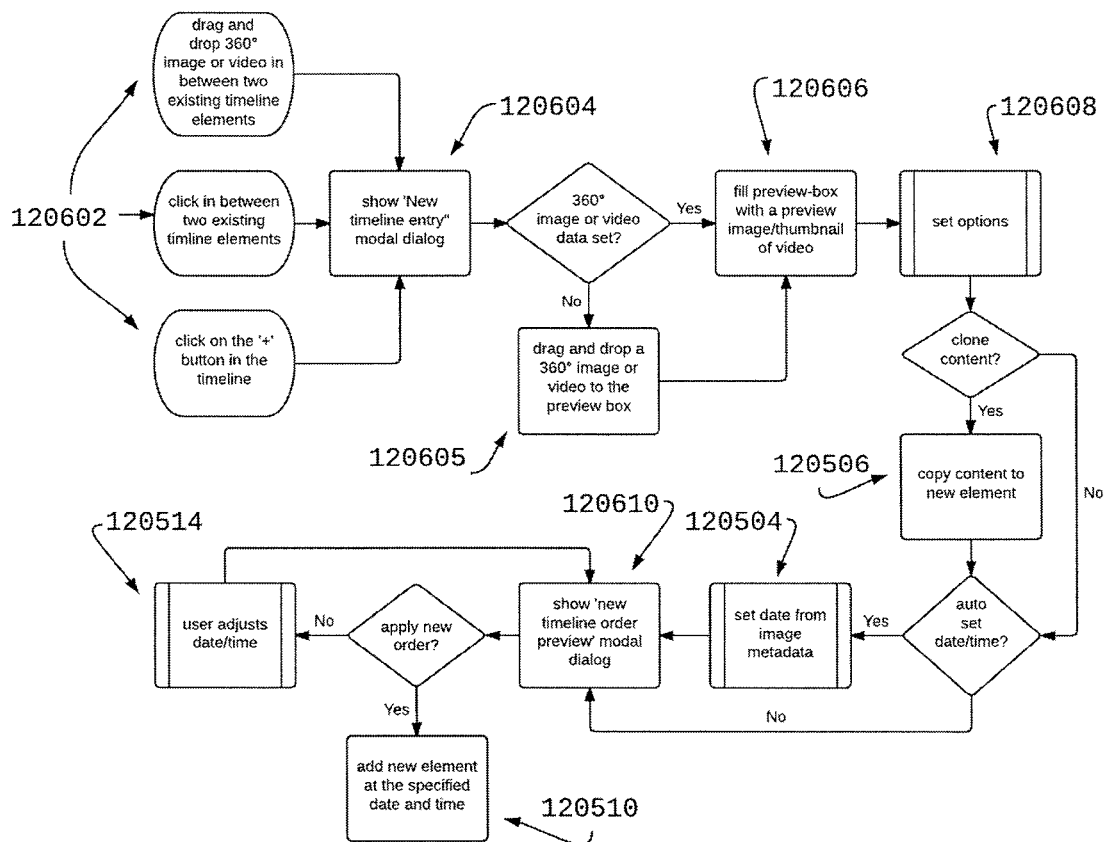 drag and
drop 360°
image or video in
between two
existing timeline
elements
120602
click in between
two existing
timline elements
click on the '+'
button in the
timeline
120604
show 'New
timeline entry"
modal dialog
360°
image or video
data set?
Yes
No
drag and drop a
360° image or
video to the
preview box
120605
120606
fill preview-box
with a preview
image/thumbnail
of video
120608
set options
clone
content?
Yes
No
120506
copy content to
new element
auto
set
date/time?
Yes
No
120504
set date from
image
metadata
120610
show 'new
timeline order
preview' modal
dialog
apply new
order?
No
Yes
120514
user adjusts
date/time
add new element
at the specified
date and time
120510